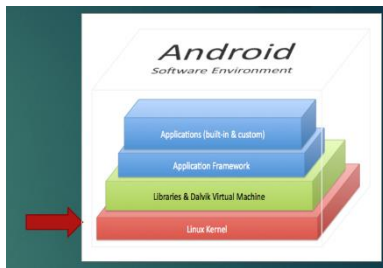 Android
Software Environment
Applications (built-in & custom)
Application Framework
Libraries & Dalvik Virtual Machine
Linux Kernel